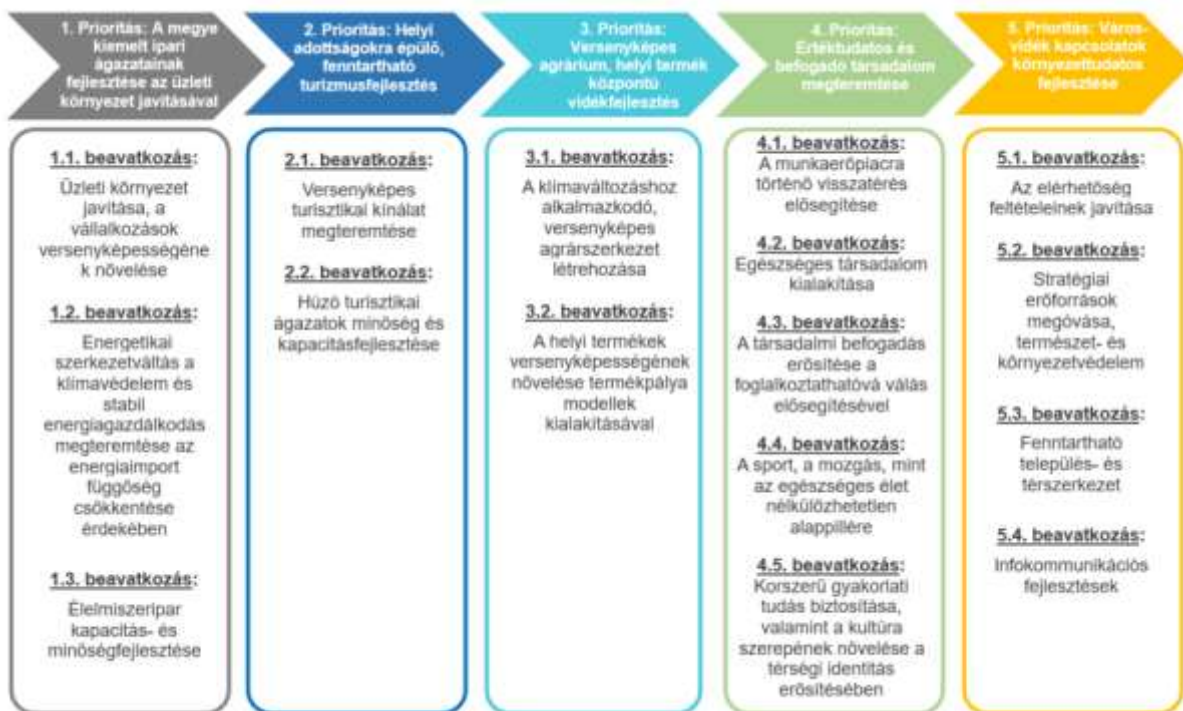 1. Prioritás: A megye
kiemelt ipari
ágazatainak
fejlesztése az üzleti
környezet javításával
2. Prioritás: Helyi
adottságokra épülő,
fenntartható
turizmusfejlesztés
3. Prioritás:
Versenyképes
agrárium, helyi termék
központú
vidékfejlesztés
4. Prioritás:
Értéktudatos és
befogadó társadalom
megteremtése
5. Prioritás: Város-
vidék kapcsolatok
környezettudatos
fejlesztése
1.1. beavatkozás:
Üzleti környezet
javítása, a
vállalkozások
versenyképességéne
k növelése
1.2. beavatkozás:
Energetikai
szerkezetváltás a
klímavédelem és
stabil
energiagazdálkodás
megteremtése az
energiaimport
függőség
csökkentése
érdekében
1.3. beavatkozás:
Élelmiszeripar
kapacitás- és
minőségfejlesztése
2.1. beavatkozás:
Versenyképes
turisztikai kínálat
megteremtése
2.2. beavatkozás:
Húzó turisztikai
ágazatok minőség és
kapacitásfejlesztése
3.1. beavatkozás:
A klímaváltozáshoz
alkalmazkodó,
versenyképes
agrárszerkezet
létrehozása
3.2. beavatkozás:
A helyi termékek
versenyképességének
növelése termékpálya
modellek
kialakításával
4.1. beavatkozás:
A munkaerőpiacra
történő visszatérés
elősegítése
4.2. beavatkozás:
Egészséges társadalom
kialakítása
4.3. beavatkozás:
A társadalmi befogadás
erősítése a
foglalkoztathatóvá válás
elősegítésével
4.4. beavatkozás:
A sport, a mozgás, mint
az egészséges élet
nélkülözhetetlen
alappillére
4.5. beavatkozás:
Korszerű gyakorlati
tudás biztosítása,
valamint a kultúra
szerepének növelése a
térségi identitás
erősítésében
5.1. beavatkozás:
Az elérhetőség
feltételeinek javítása
5.2. beavatkozás:
Stratégiai
erőforrások
megóvása,
természet- és
környezetvédelem
5.3. beavatkozás:
Fenntartható
település- és
térszerkezet
5.4. beavatkozás:
Infokommunikációs
fejlesztések